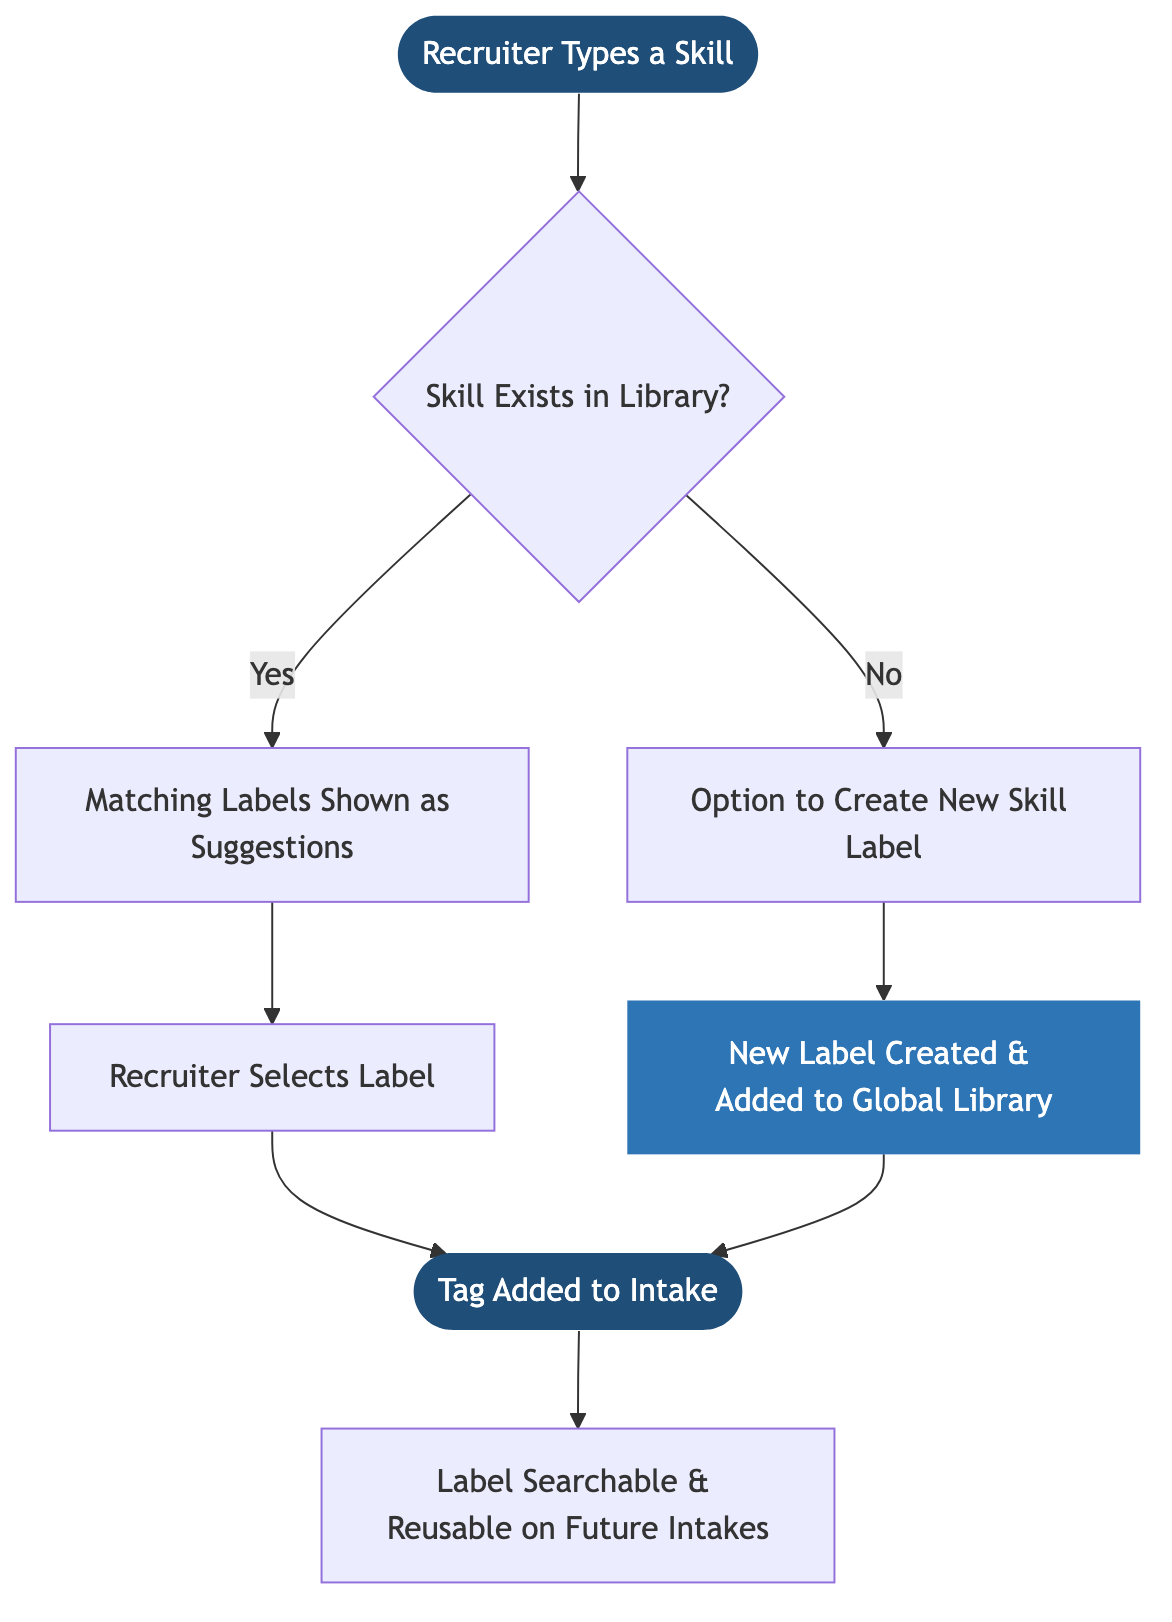 Recruiter Types a Skill
Skill Exists in Library?
Yes
No
Matching Labels Shown as
Suggestions
Option to Create New Skill
Label
Recruiter Selects Label
New Label Created &
Added to Global Library
Tag Added to Intake
Label Searchable &
Reusable on Future Intakes